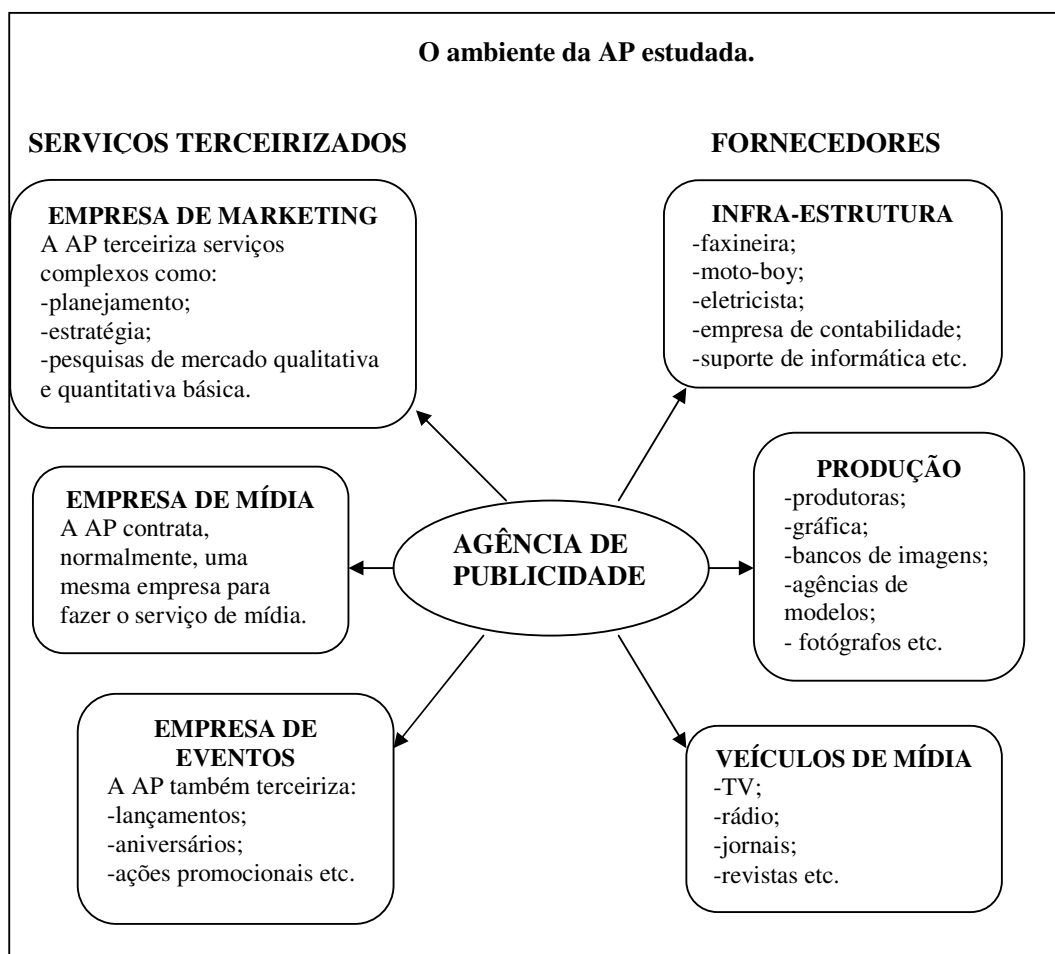 O ambiente da AP estudada.
SERVIÇOS TERCEIRIZADOS
EMPRESA DE MARKETING
A AP terceiriza serviços
complexos como:
-planejamento;
-estratégia;
-pesquisas de mercado qualitativa
e quantitativa básica.
EMPRESA DE MÍDIA
A AP contrata,
normalmente, uma
mesma empresa para
fazer o serviço de mídia.
EMPRESA DE
EVENTOS
A AP também terceiriza:
-lançamentos;
-aniversários;
-ações promocionais etc.
AGÊNCIA DE
PUBLICIDADE
FORNECEDORES
INFRA-ESTRUTURA
-faxineira;
-moto-boy;
-eletricista;
-empresa de contabilidade;
-suporte de informática etc.
PRODUÇÃO
-produtoras;
-gráfica;
-bancos de imagens;
-agências de
modelos;
- fotógrafos etc.
VEÍCULOS DE MÍDIA
-TV;
-rádio;
-jornais;
-revistas etc.